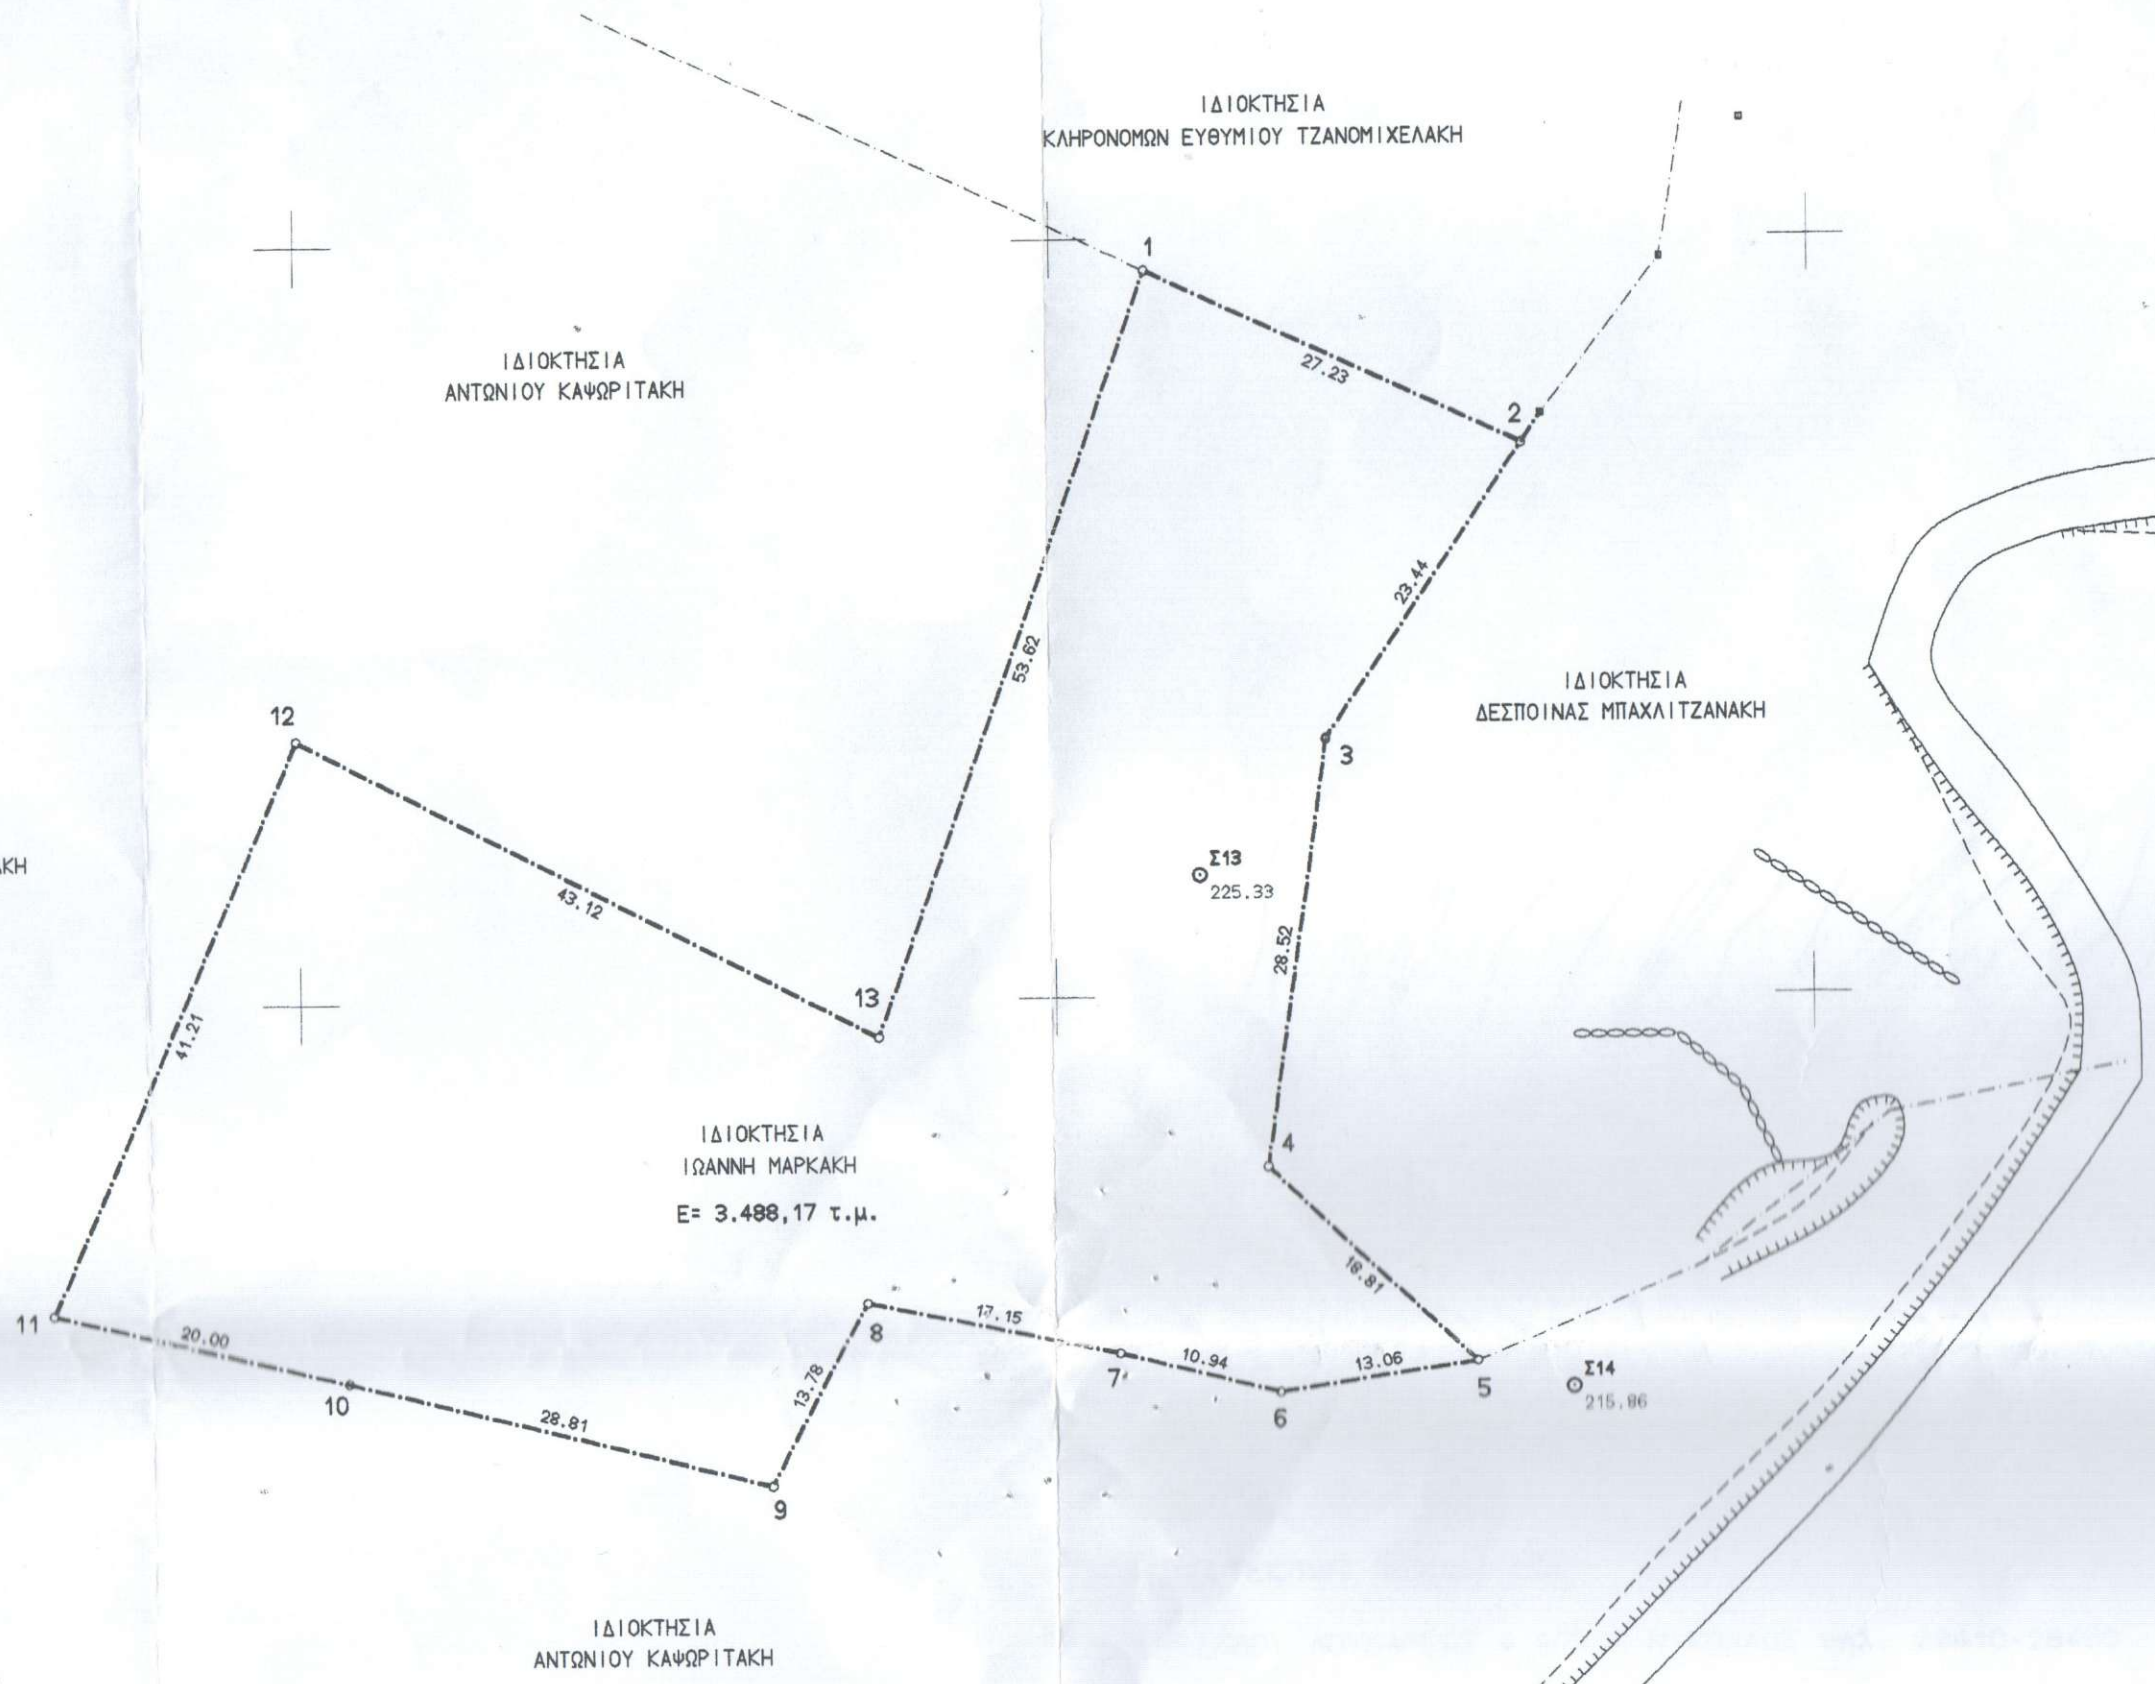 ΙΔΙΟΚΤΗΣΙΑ
ΚΛΗΡΟΝΟΜΩΝ ΕΥΘΥΜΙΟΥ ΤΖΑΝΟΜΙΧΕΛΑΚΗ
1
27.23
2
ΙΔΙΟΚΤΗΣΙΑ
ΑΝΤΩΝΙΟΥ ΚΑΨΩΡΙΤΑΚΗ
23.44
53.62
ΙΔΙΟΚΤΗΣΙΑ
ΔΕΣΠΟΙΝΑΣ ΜΠΑΧΛΙΤΖΑΝΑΚΗ
12
3
43.12
Σ13
225.33
28.52
13
41.21
4
ΙΔΙΟΚΤΗΣΙΑ
ΙΩΑΝΝΗ ΜΑΡΚΑΚΗ
Ε= 3.488,17 τ.μ.
16.81
11
20.00
8
17.15
7
10.94
13.06
5
Σ14
215.86
10
28.81
13.78
6
9
ΙΔΙΟΚΤΗΣΙΑ
ΑΝΤΩΝΙΟΥ ΚΑΨΩΡΙΤΑΚΗ